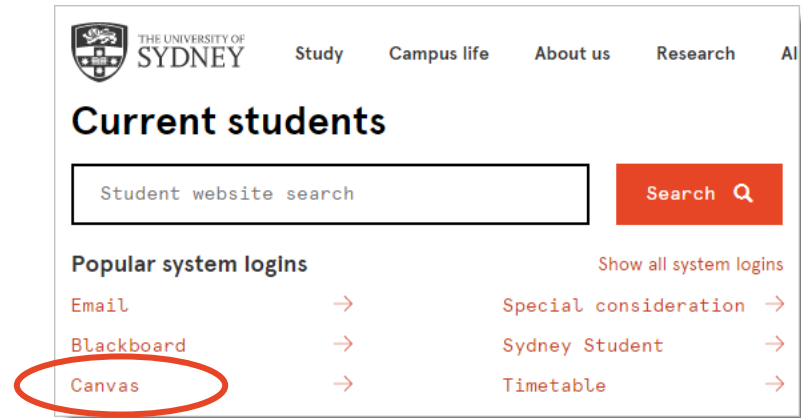 THE UNIVERSITY OF
SYDNEY
Study Campus life About us Research Al
Current students
Student website search
Search
Popular system logins
Show all system logins
Email
Special consideration
Blackboard
Sydney Student
Canvas
Timetable